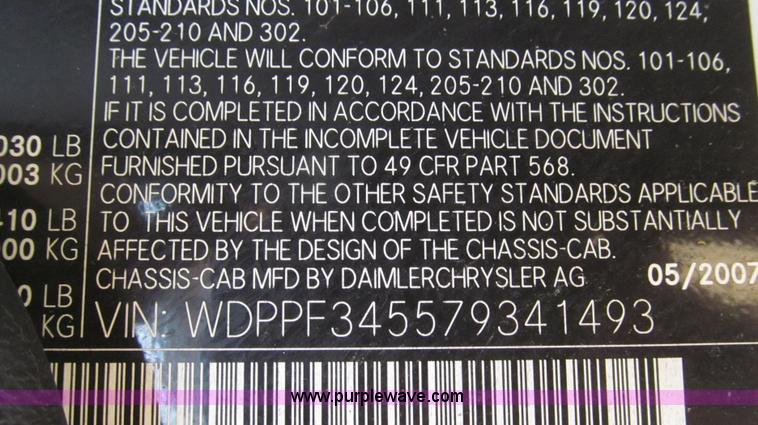 STANDARDS NOS. 101-106, 111, 113, 116, 119, 120, 124,
205-210 AND 302.
THE VEHICLE WILL CONFORM TO STANDARDS NOS. 101-106,
111, 113, 116, 119, 120, 124, 205-210 AND 302.
IF IT IS COMPLETED IN ACCORDANCE WITH THE INSTRUCTIONS
030 LB CONTAINED IN THE INCOMPLETE VEHICLE DOCUMENT
003 KG FURNISHED PURSUANT TO 49 CFR PART 568.
CONFORMITY TO THE OTHER SAFETY STANDARDS APPLICABLE
410 LB TO THIS VEHICLE WHEN COMPLETED IS NOT SUBSTANTIALLY
000 KG AFFECTED BY THE DESIGN OF THE CHASSIS-CAB.
CHASSIS-CAB MFD BY DAIMLERCHRYSLER AG 05/2007
0 LB
KG VIN: WDPPF345579341493
www.purplewave.com